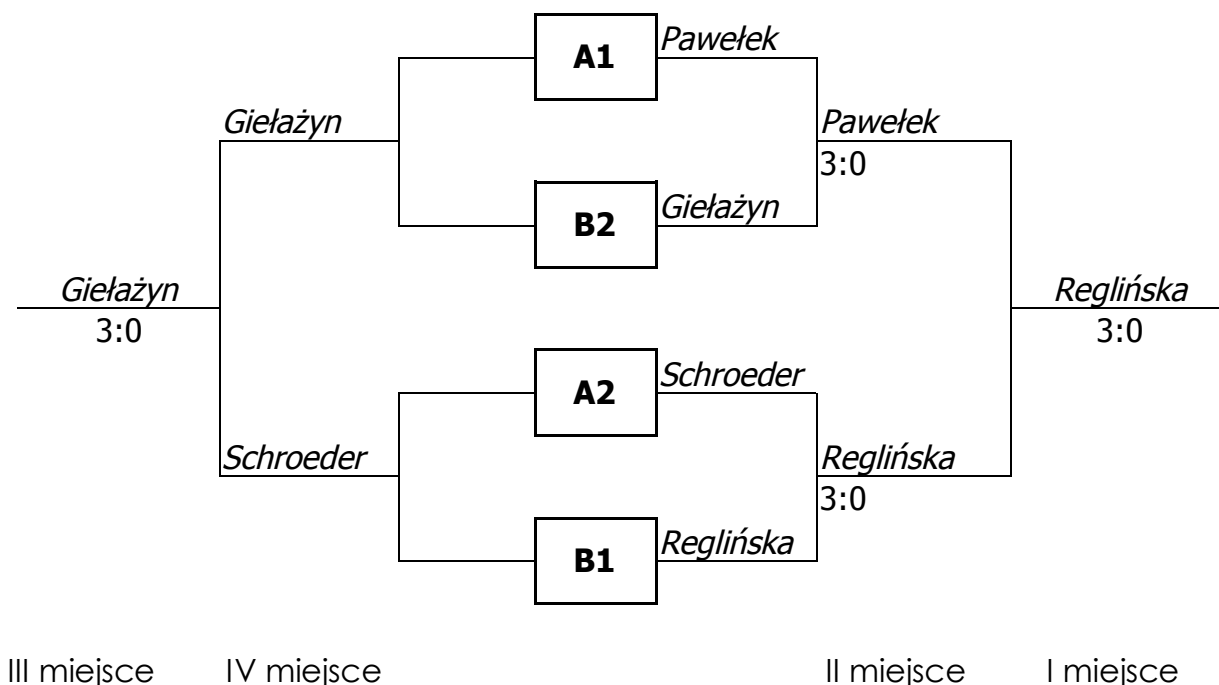 A1
Pawełek
Giełażyn
Pawełek
3:0
B2
Giełażyn
Giełażyn
3:0
Reglińska
3:0
A2
Schroeder
Schroeder
Reglińska
3:0
B1
Reglińska
III miejsce
IV miejsce
II miejsce
I miejsce